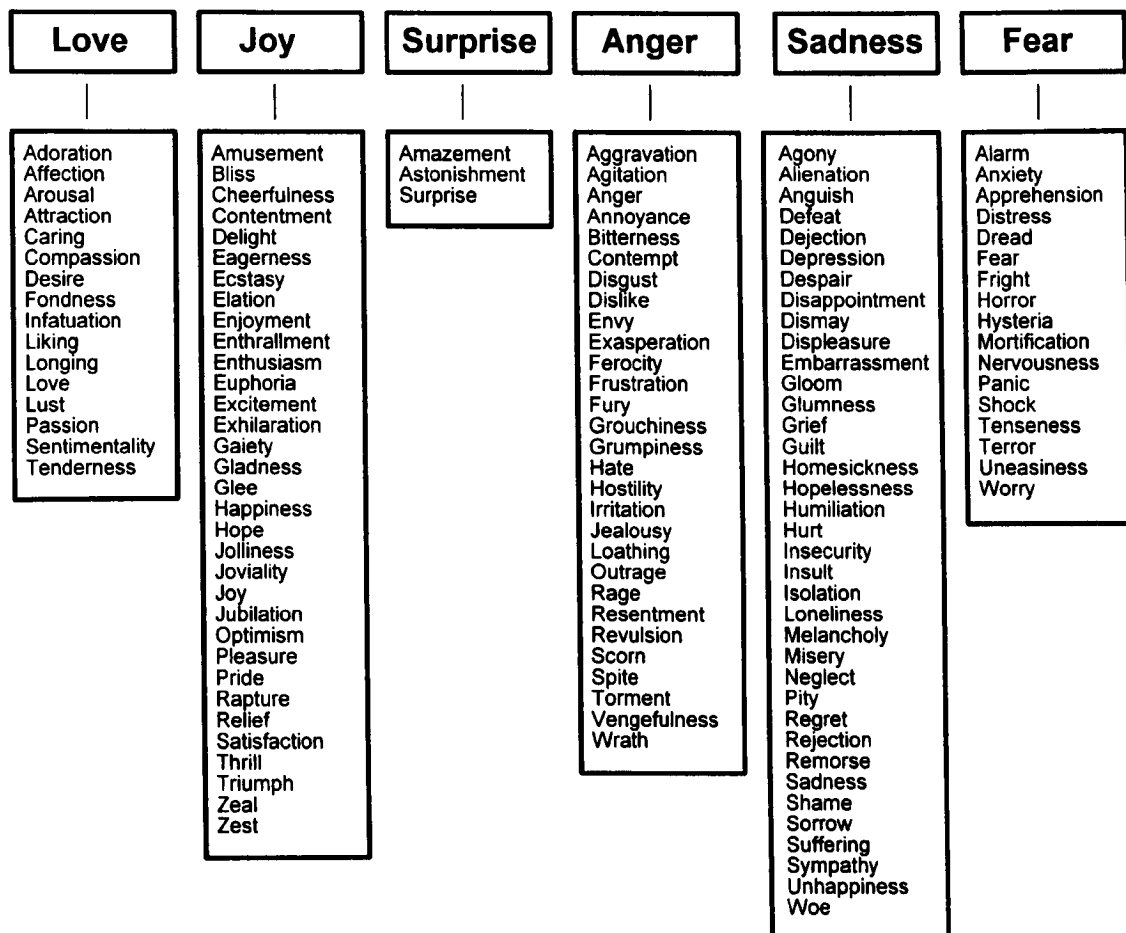 Love
Joy
Surprise
Anger
Sadness
Fear
Adoration
Affection
Arousal
Attraction
Caring
Compassion
Desire
Fondness
Infatuation
Liking
Longing
Love
Lust
Passion
Sentimentality
Tenderness
Amusement
Bliss
Cheerfulness
Contentment
Delight
Eagerness
Ecstasy
Elation
Enjoyment
Enthrallment
Enthusiasm
Euphoria
Excitement
Exhilaration
Gaiety
Gladness
Glee
Happiness
Hope
Jolliness
Joviality
Joy
Jubilation
Optimism
Pleasure
Pride
Rapture
Relief
Satisfaction
Thrill
Triumph
Zeal
Zest
Amazement
Astonishment
Surprise
Aggravation
Agitation
Anger
Annoyance
Bitterness
Contempt
Disgust
Dislike
Envy
Exasperation
Ferocity
Frustration
Fury
Grouchiness
Grumpiness
Hate
Hostility
Irritation
Jealousy
Loathing
Outrage
Rage
Resentment
Revulsion
Scorn
Spite
Torment
Vengefulness
Wrath
Agony
Alienation
Anguish
Defeat
Dejection
Depression
Despair
Disappointment
Dismay
Displeasure
Embarrassment
Gloom
Glumness
Grief
Guilt
Homesickness
Hopelessness
Humiliation
Hurt
Insecurity
Insult
Isolation
Loneliness
Melancholy
Misery
Neglect
Pity
Regret
Rejection
Remorse
Sadness
Shame
Sorrow
Suffering
Sympathy
Unhappiness
Woe
Alarm
Anxiety
Apprehension
Distress
Dread
Fear
Fright
Horror
Hysteria
Mortification
Nervousness
Panic
Shock
Tenseness
Terror
Uneasiness
Worry